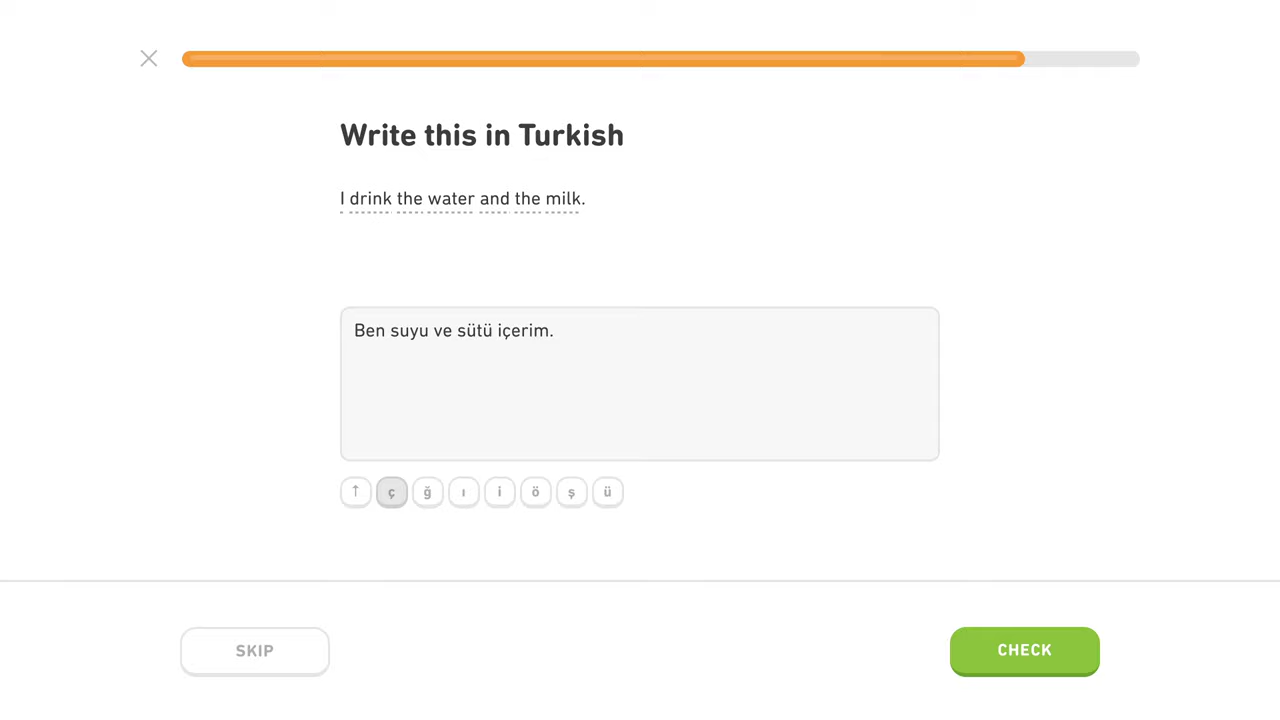 Write this in Turkish
I drink the water and the milk.
Ben suyu ve sütü içerim.
↑ ç ğ ı i ö ş ü
SKIP
CHECK